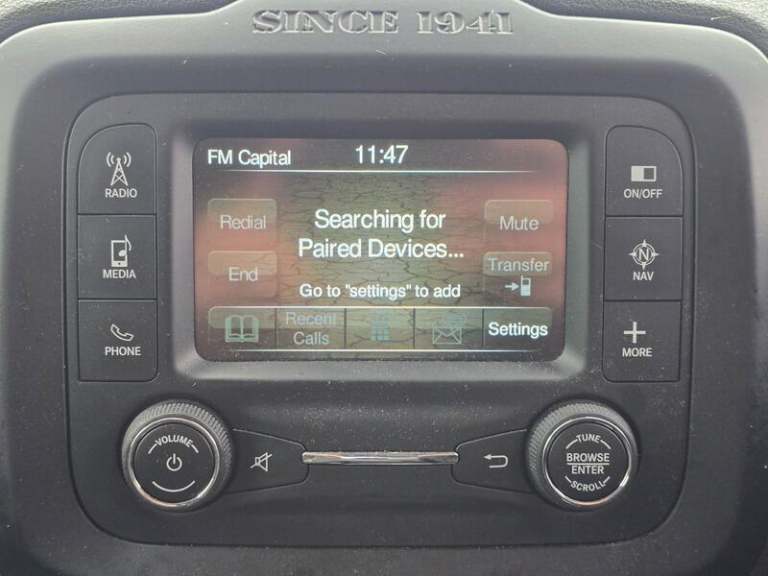 SINCE 1941
FM Capital 11:47
RADIO
MEDIA
PHONE
Redial
End
Searching for
Paired Devices...
Go to "settings" to add
Mute
Transfer
Recent
Calls
Settings
ON/OFF
N
NAV
MORE
VOLUME
TUNE
BROWSE
ENTER
SCROLL